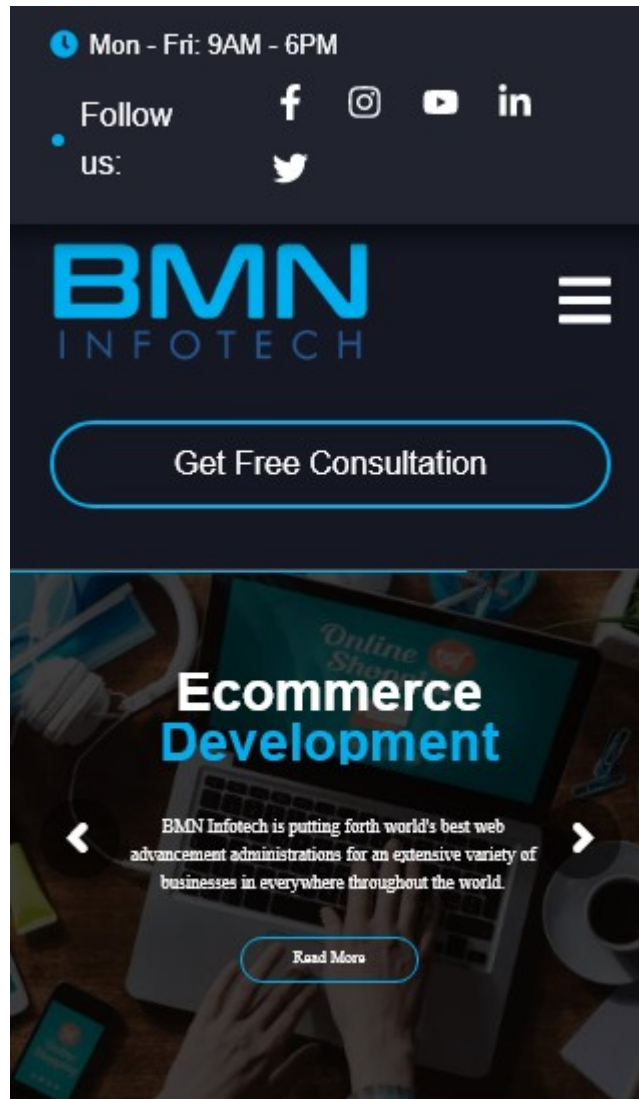 Mon - Fri: 9AM - 6PM
Follow
us:
BMN
INFOTECH
Get Free Consultation
Online
Ecommerce
Development
BMN Infotech is putting forth world's best web
advancement administrations for an extensive variety of
businesses in everywhere throughout the world.
Read More